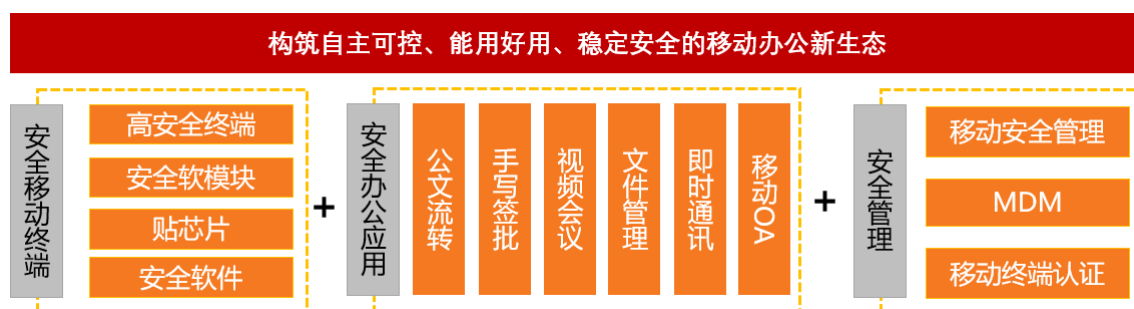 构筑自主可控、能用好用、稳定安全的移动办公新生态
安全移动终端
高安全终端
安全软模块
贴芯片
安全软件
+
安全办公应用
公文流转
手写签批
视频会议
文件管理
即时通讯
移动OA
+
安全管理
移动安全管理
MDM
移动终端认证